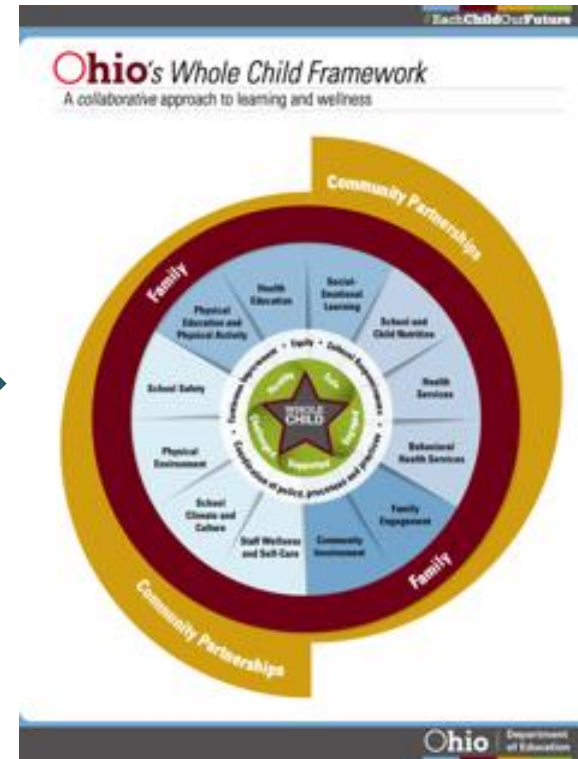 #EachChildOurFuture
Ohio's Whole Child Framework
A collaborative approach to learning and wellness
Community Partnerships
Family
Health
Education
Social-
Emotional
Learning
Physical
Education and
Physical Activity
School and
Child Nutrition
School Safety
Health
Services
Physical
Environment
Behavioral
Health Services
School
Climate and
Culture
Family
Engagement
Staff Wellness
and Self-Care
Community
Involvement
Continuous Improvement • Equity • Cultural Responsiveness •
Coordination of policy, processes and practices
Healthy
Safe
Engaged
Supported
Challenged
WHOLE
CHILD
Family
Community Partnerships
Ohio
Department
of Education